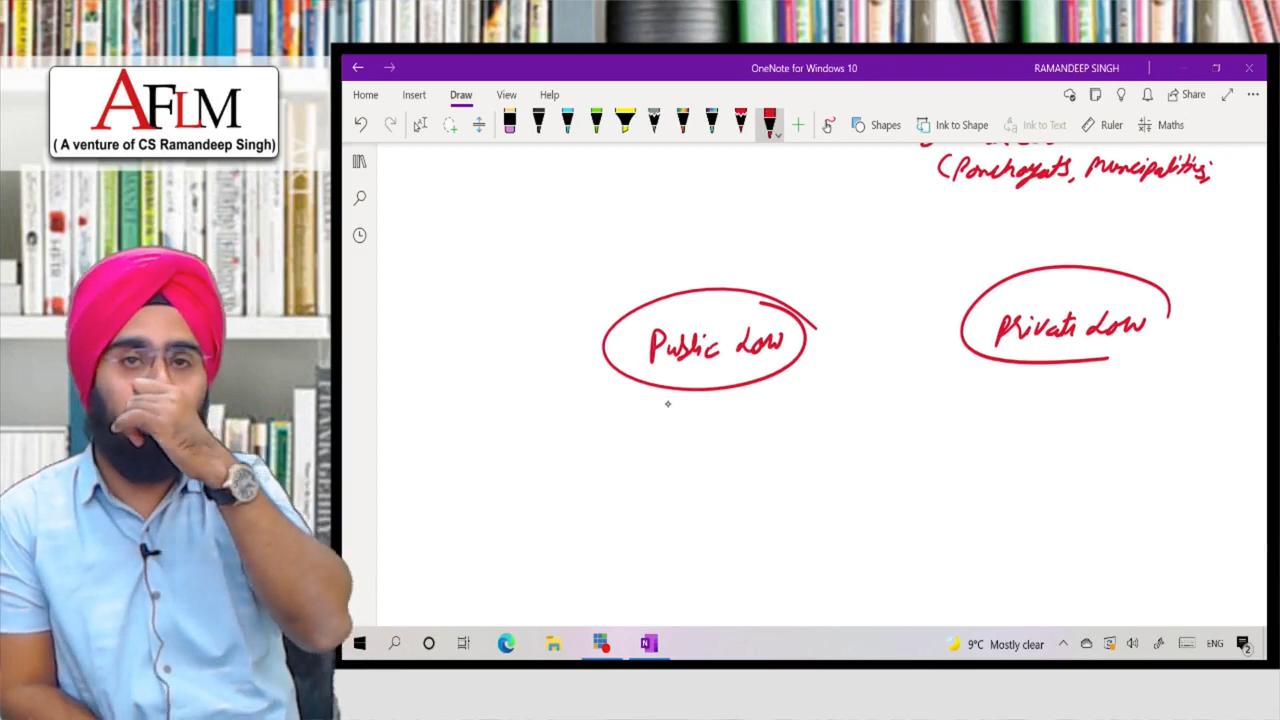 AFLM
( A venture of CS Ramandeep Singh)
OneNote for Windows 10
RAMANDEEP SINGH
Home Insert Draw View Help
Share
Shapes
Ink to Shape
Ink to Text
Ruler
Maths
(Panchayats, Municipalities,
Public Law
Private Law
9°C Mostly clear
ENG
2